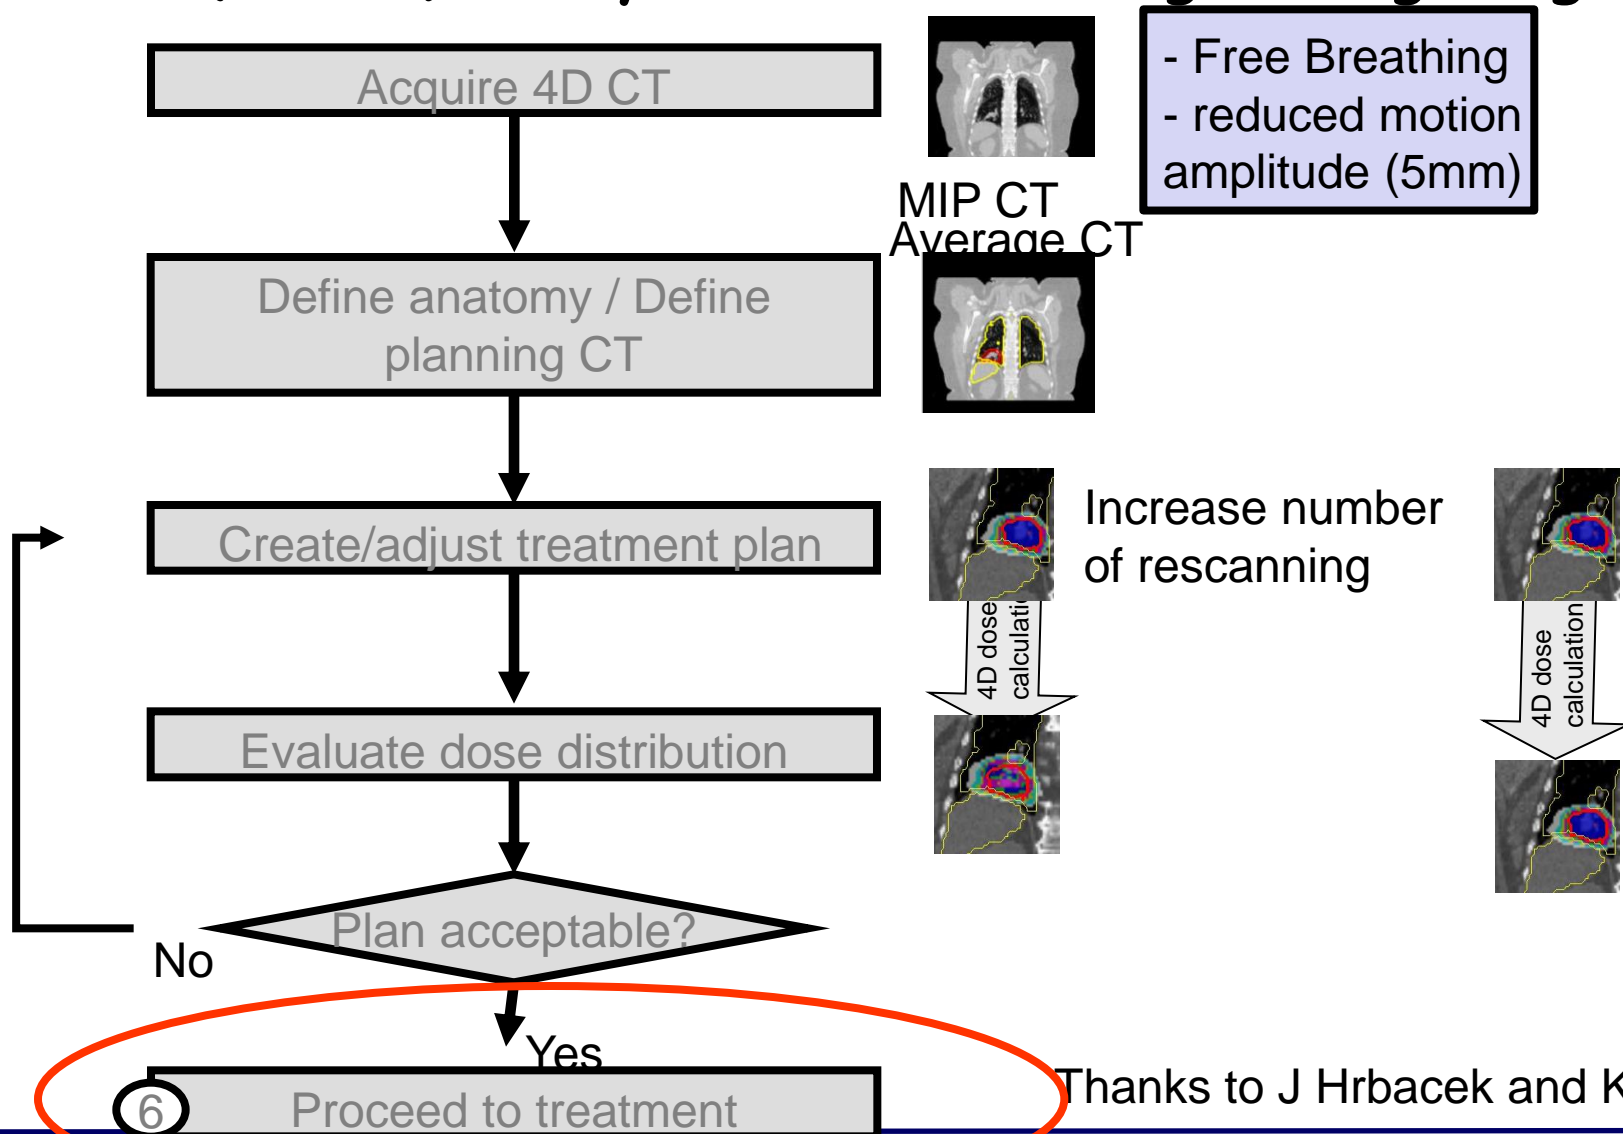 Acquire 4D CT
- Free Breathing
- reduced motion
amplitude (5mm)
MIP CT
Average CT
Define anatomy / Define
planning CT
Create/adjust treatment plan
Increase number
of rescanning
4D dose
calculation
4D dose
calculation
Evaluate dose distribution
Plan acceptable?
No
Yes
6
Proceed to treatment
Thanks to J Hrbacek and K